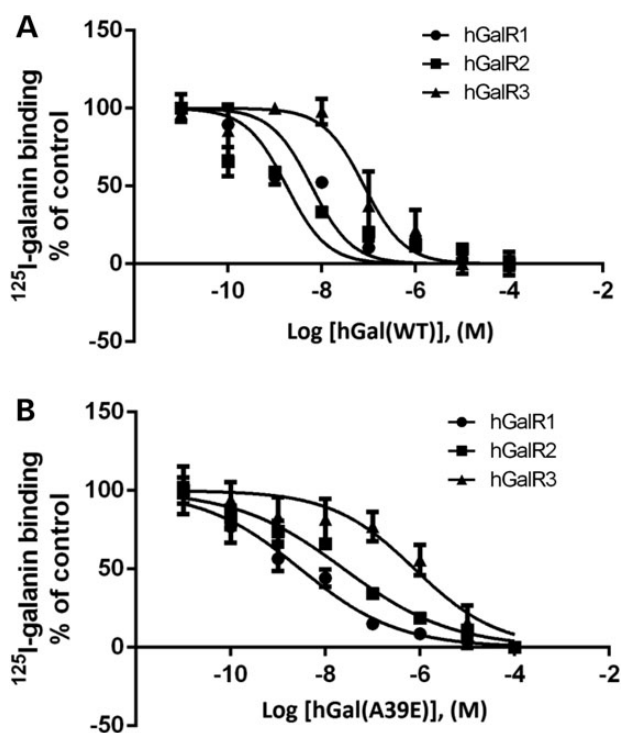 A
150
hGalR1
hGalR2
hGalR3
100
50
0
-50
¹²⁵I-galanin binding
% of control
-10
-8
-6
-4
-2
Log [hGal(WT)], (M)
B
150
hGalR1
hGalR2
hGalR3
100
50
0
-50
¹²⁵I-galanin binding
% of control
-10
-8
-6
-4
-2
Log [hGal(A39E)], (M)